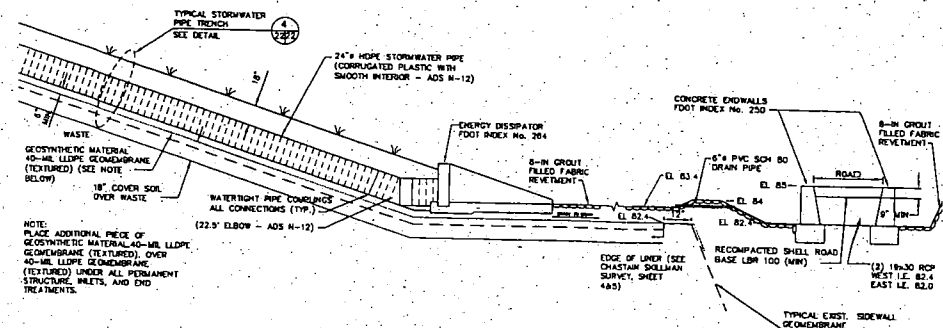 TYPICAL STORMWATER
PIPE TRENCH
SEE DETAIL
4
24"ø HDPE STORMWATER PIPE
(CORRUGATED PLASTIC WITH
SMOOTH INTERIOR - ADS N-12)
18"
6"
MIN
WASTE
GEOSYNTHETIC MATERIAL
40-MIL LLDPE GEOMEMBRANE
(TEXTURED) (SEE NOTE
BELOW)
18" COVER SOIL
OVER WASTE
WATERTIGHT PIPE COUPLINGS
ALL CONNECTIONS (TYP.)
(22.5° ELBOW - ADS N-12)
NOTE:
PLACE ADDITIONAL PIECE OF
GEOSYNTHETIC MATERIAL,40-MIL LLDPE
GEOMEMBRANE (TEXTURED), OVER
40-MIL LLDPE GEOMEMBRANE
(TEXTURED) UNDER ALL PERMANENT
STRUCTURE, INLETS, AND END
TREATMENTS.
ENERGY DISSIPATOR
FDOT INDEX No. 264
8-IN GROUT
FILLED FABRIC
REVETMENT
EL 83.4
EL 82.4
12"
6"ø PVC SCH 80
DRAIN PIPE
EL 84
EL 82.4
EDGE OF LINER (SEE
CHASTAIN SKILLMAN
SURVEY, SHEET
4&5)
CONCRETE ENDWALLS
FDOT INDEX No. 250
8-IN GROUT
FILLED FABRIC
REVETMENT
ROAD
EL 85
9" MIN
RECOMPACTED SHELL ROAD
BASE LBR 100 (MIN)
(2) 19x30 RCP
WEST I.E. 82.4
EAST I.E. 82.0
TYPICAL EXIST. SIDEWALL
GEOMEMBRANE